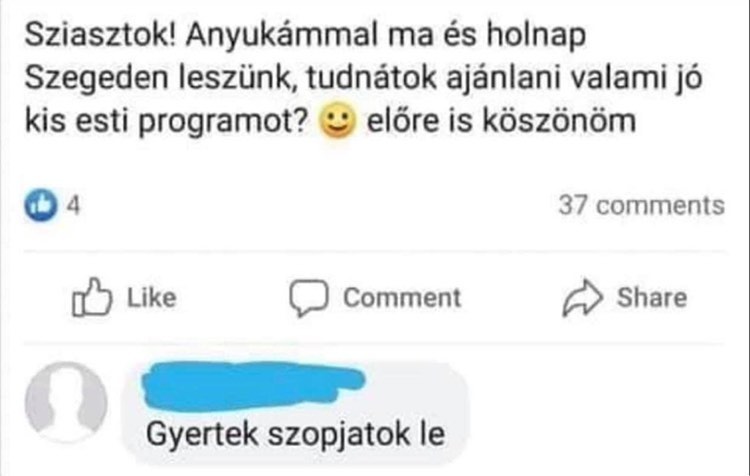 Sziasztok! Anyukámmal ma és holnap
Szegeden leszünk, tudnátok ajánlani valami jó
kis esti programot? 😀 előre is köszönöm
4
37 comments
Like
Comment
Share
Gyertek szopjatok le